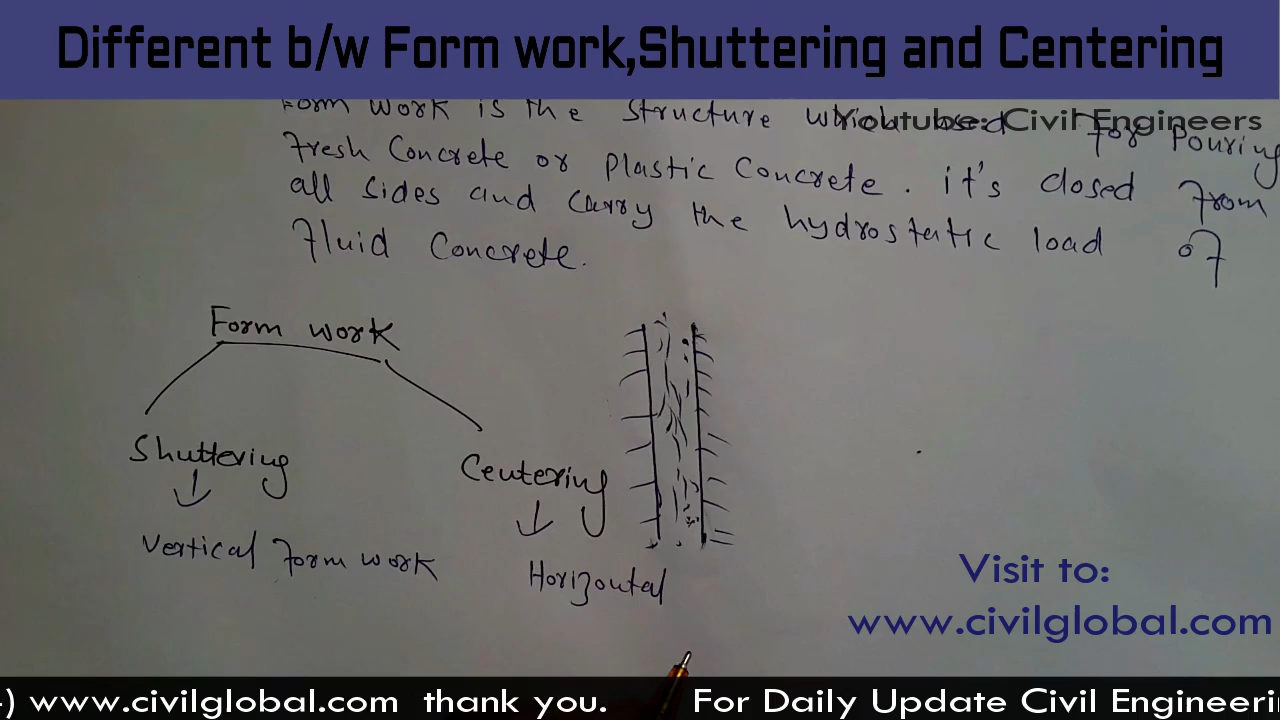 Different b/w Form work,Shuttering and Centering
Youtube: Civil Engineers
Form work is the structure which used For Pouring
Fresh Concrete or Plastic Concrete. it's closed From
all sides and carry the hydrostatic load of
Fluid Concrete.
Form work
Shuttering
Centering
Vertical Form work
Horizontal
Visit to:
www.civilglobal.com
) www.civilglobal.com thank you. For Daily Update Civil Engineeri